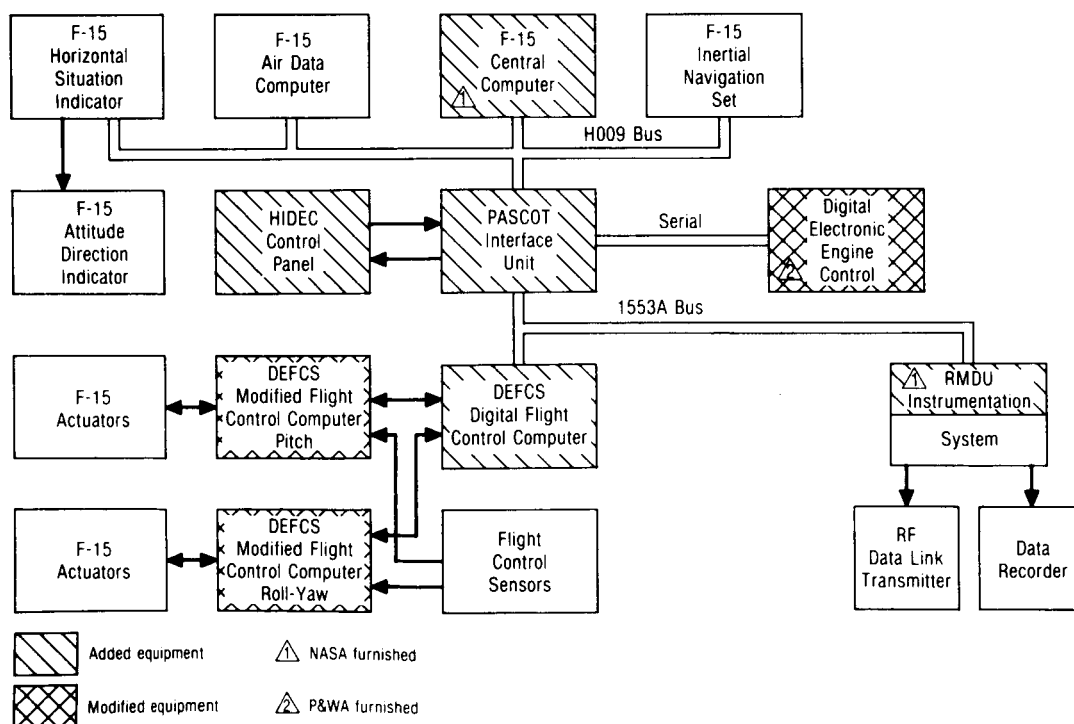 F-15
Horizontal
Situation
Indicator
F-15
Air Data
Computer
F-15
Central
Computer
1
F-15
Inertial
Navigation
Set
H009 Bus
F-15
Attitude
Direction
Indicator
HIDEC
Control
Panel
PASCOT
Interface
Unit
Serial
Digital
Electronic
Engine
Control
2
1553A Bus
F-15
Actuators
DEFCS
Modified Flight
Control Computer
Pitch
DEFCS
Digital Flight
Control Computer
1 RMDU
Instrumentation
System
F-15
Actuators
DEFCS
Modified Flight
Control Computer
Roll-Yaw
Flight
Control
Sensors
RF
Data Link
Transmitter
Data
Recorder
Added equipment
1 NASA furnished
Modified equipment
2 P&WA furnished